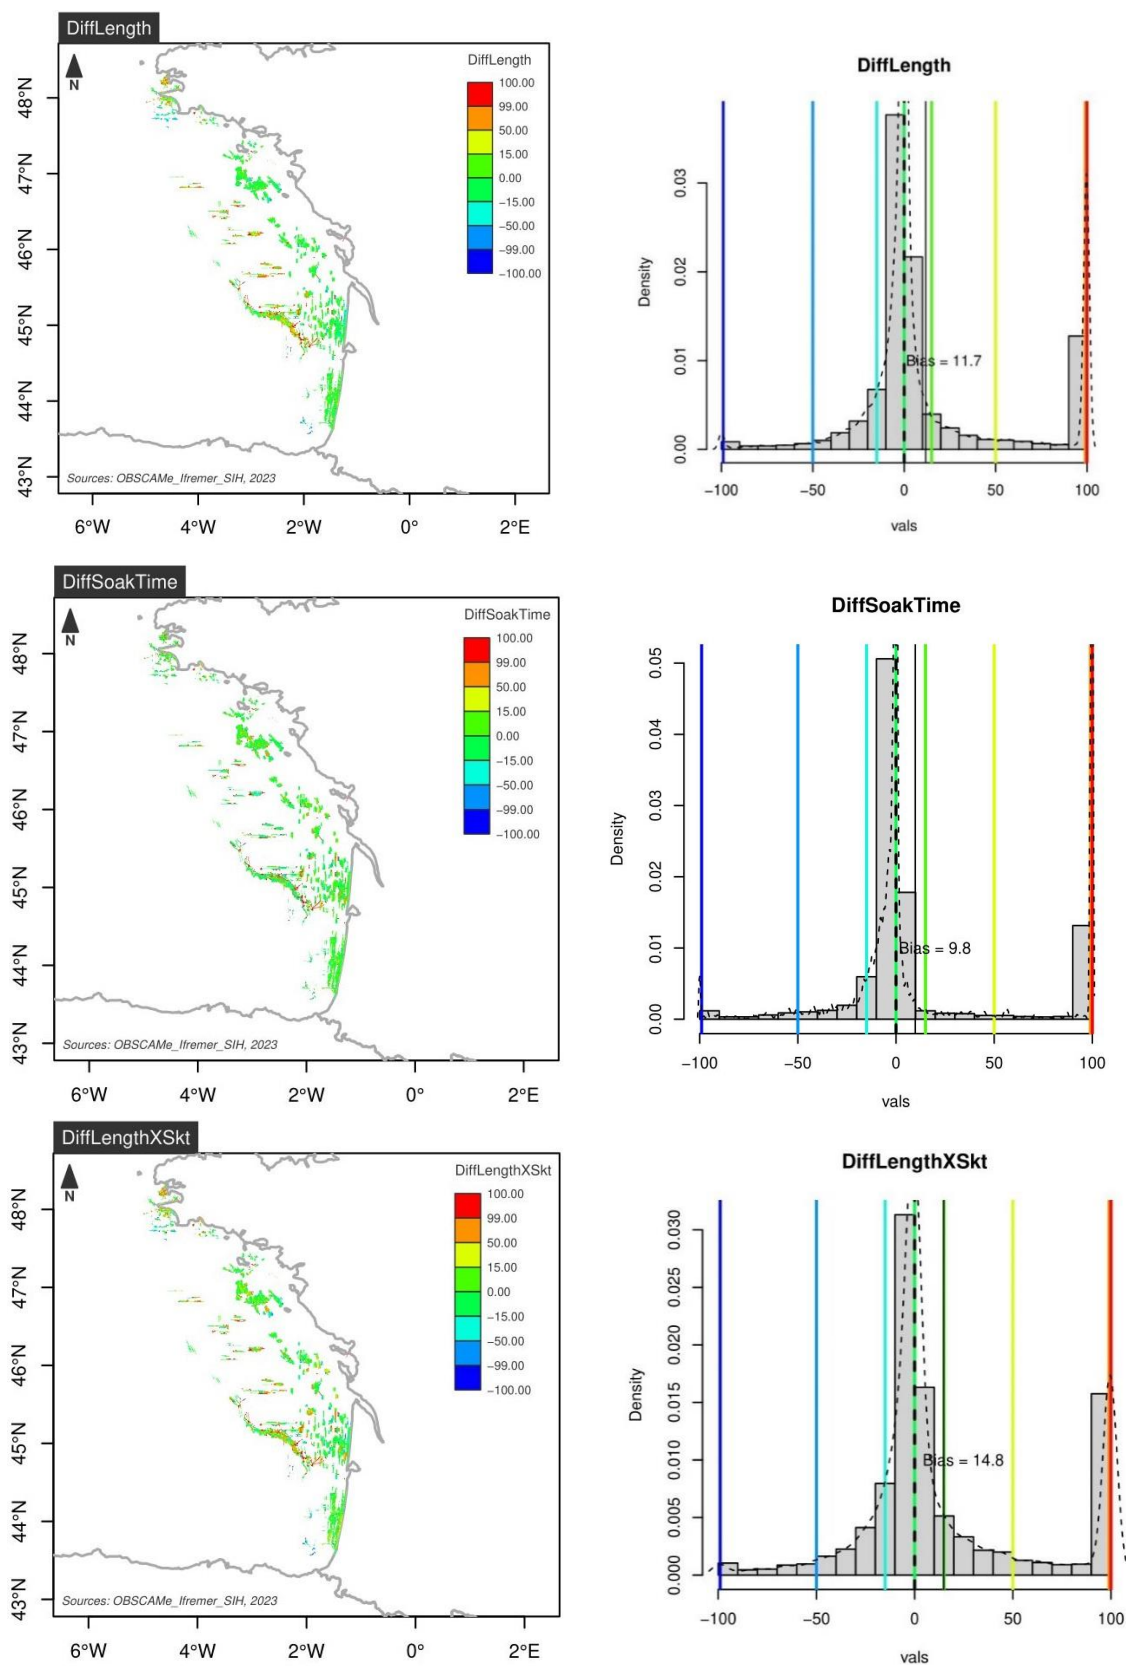 DiffLength
N
DiffLength
100.00
99.00
50.00
15.00
0.00
−15.00
−50.00
−99.00
−100.00
48°N
47°N
46°N
45°N
44°N
43°N
Sources: OBSCAMe_Ifremer_SIH, 2023
6°W 4°W 2°W 0° 2°E
DiffLength
Density
0.03
0.02
0.01
0.00
Bias = 11.7
−100 −50 0 50 100
vals
DiffSoakTime
N
DiffSoakTime
100.00
99.00
50.00
15.00
0.00
−15.00
−50.00
−99.00
−100.00
48°N
47°N
46°N
45°N
44°N
43°N
Sources: OBSCAMe_Ifremer_SIH, 2023
6°W 4°W 2°W 0° 2°E
DiffSoakTime
Density
0.05
0.04
0.03
0.02
0.01
0.00
Bias = 9.8
−100 −50 0 50 100
vals
DiffLengthXSkt
N
DiffLengthXSkt
100.00
99.00
50.00
15.00
0.00
−15.00
−50.00
−99.00
−100.00
48°N
47°N
46°N
45°N
44°N
43°N
Sources: OBSCAMe_Ifremer_SIH, 2023
6°W 4°W 2°W 0° 2°E
DiffLengthXSkt
Density
0.030
0.025
0.020
0.015
0.010
0.005
0.000
Bias = 14.8
−100 −50 0 50 100
vals